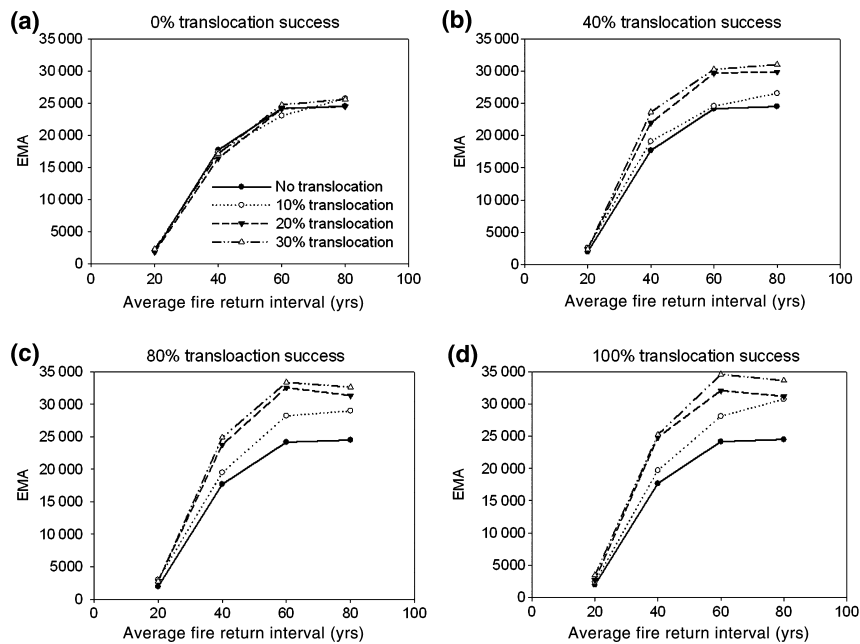 (a)
0% translocation success
35 000
30 000
25 000
20 000
15 000
10 000
5000
0
EMA
No translocation
10% translocation
20% translocation
30% translocation
0 20 40 60 80 100
Average fire return interval (yrs)
(b)
40% translocation success
35 000
30 000
25 000
20 000
15 000
10 000
5000
0
EMA
0 20 40 60 80 100
Average fire return interval (yrs)
(c)
80% transloaction success
35 000
30 000
25 000
20 000
15 000
10 000
5000
0
EMA
0 20 40 60 80 100
Average fire return interval (yrs)
(d)
100% translocation success
35 000
30 000
25 000
20 000
15 000
10 000
5000
0
EMA
0 20 40 60 80 100
Average fire return interval (yrs)